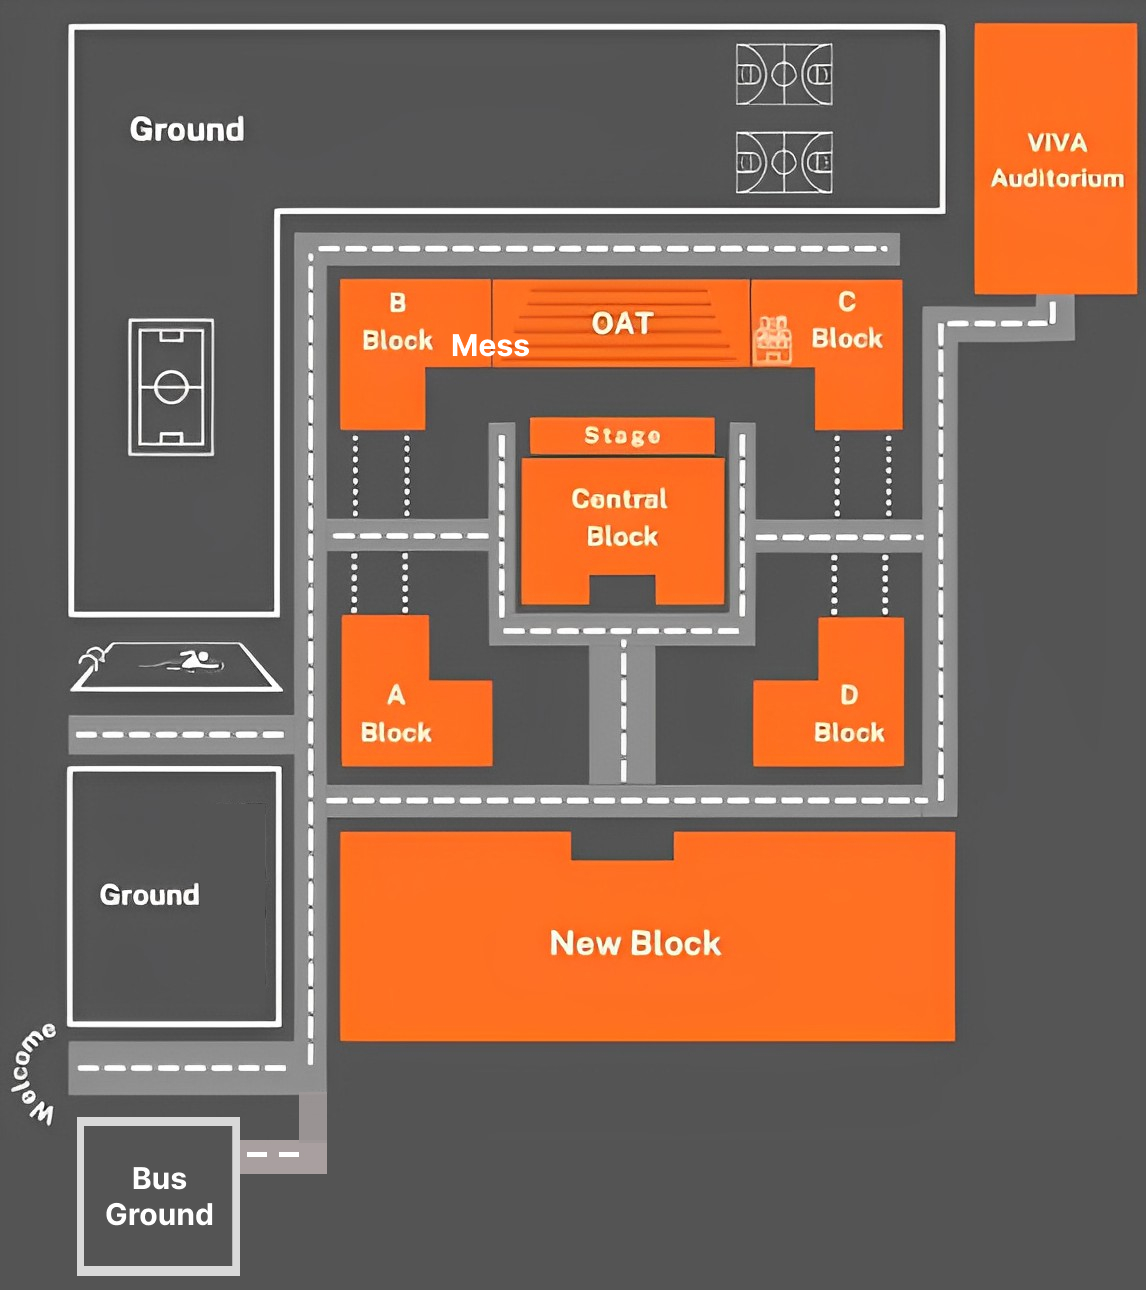 Ground
VIVA
Auditorium
B
Block
Mess
OAT
C
Block
Stage
Central
Block
A
Block
D
Block
Ground
New Block
Welcome
Bus
Ground